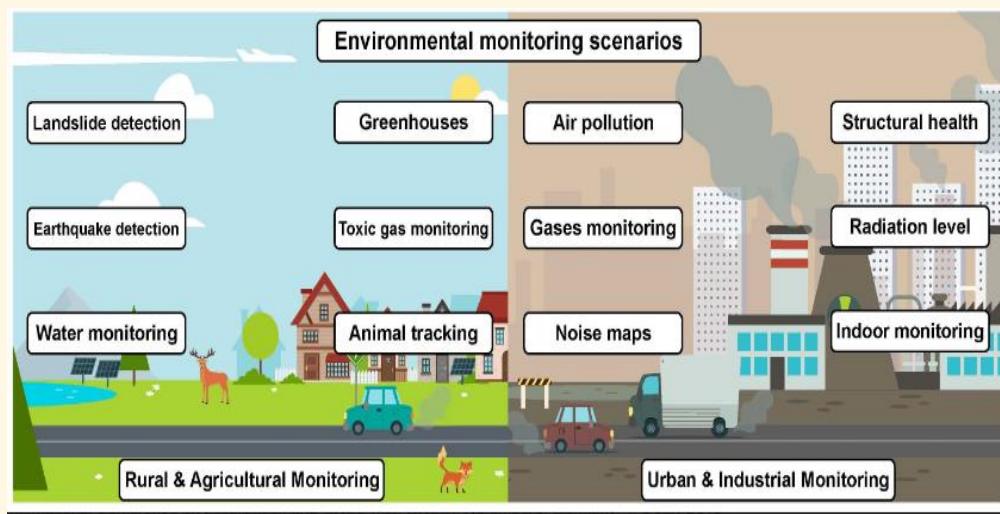 Environmental monitoring scenarios
Landslide detection
Greenhouses
Air pollution
Structural health
Earthquake detection
Toxic gas monitoring
Gases monitoring
Radiation level
Water monitoring
Animal tracking
Noise maps
Indoor monitoring
Rural & Agricultural Monitoring
Urban & Industrial Monitoring